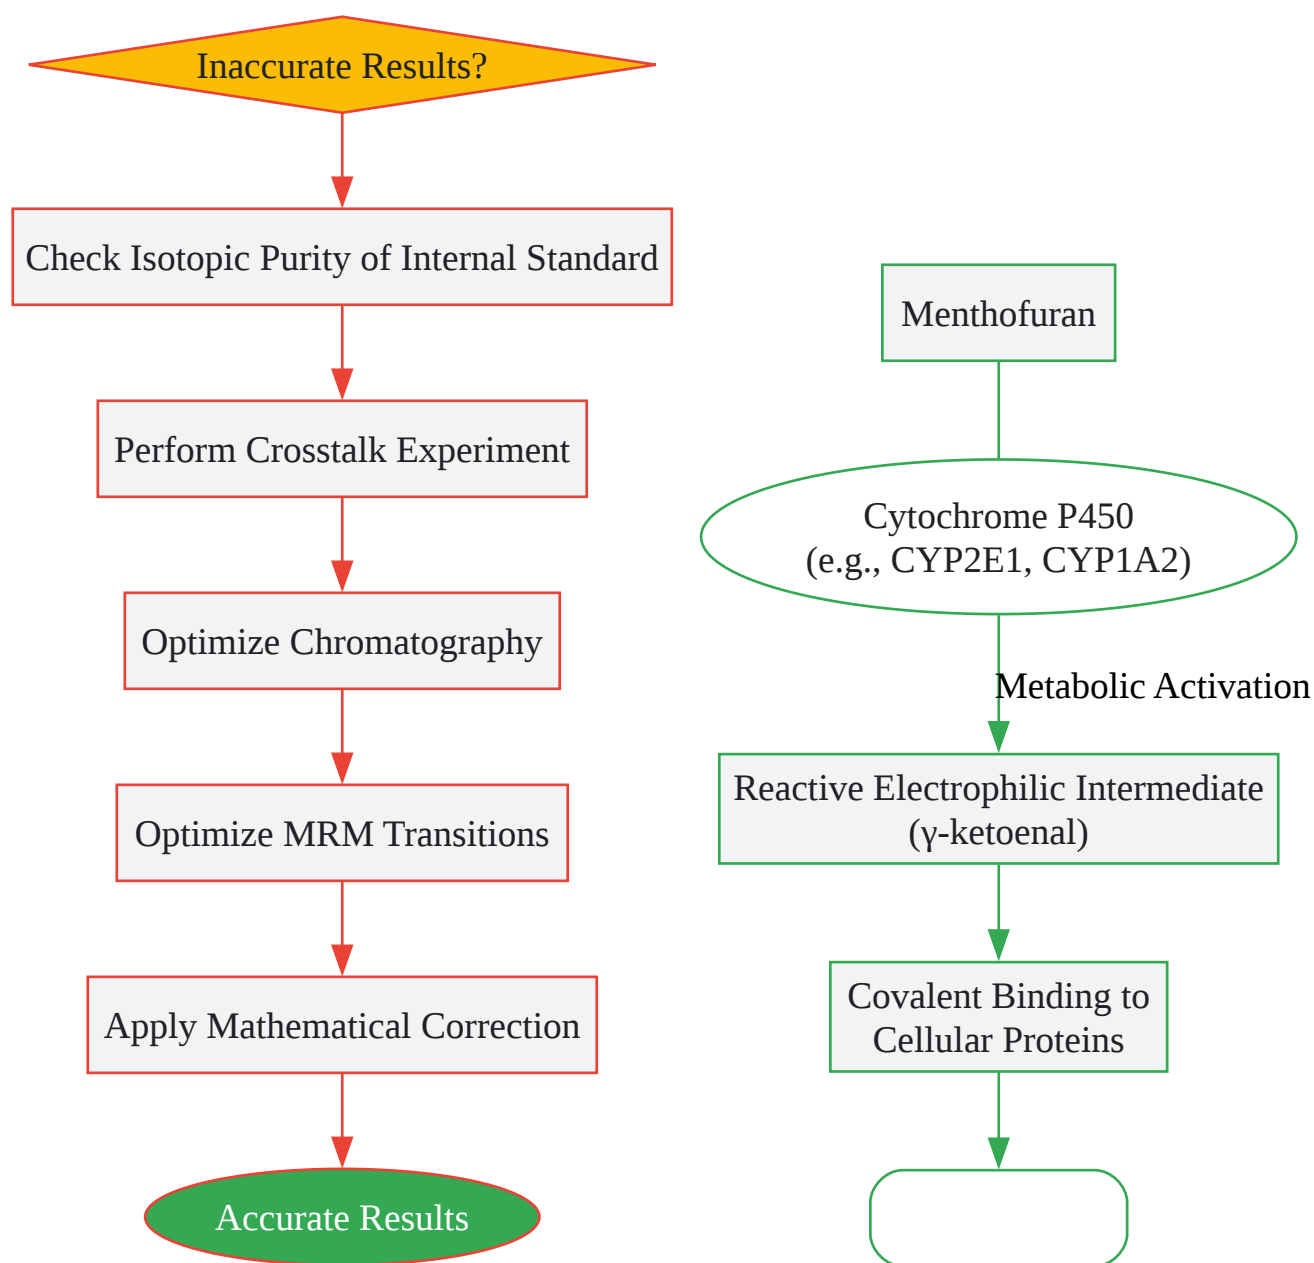 Inaccurate Results?
Check Isotopic Purity of Internal Standard
Perform Crosstalk Experiment
Optimize Chromatography
Optimize MRM Transitions
Apply Mathematical Correction
Accurate Results
Menthofuran
Cytochrome P450
(e.g., CYP2E1, CYP1A2)
Metabolic Activation
Reactive Electrophilic Intermediate
(γ-ketoenal)
Covalent Binding to
Cellular Proteins